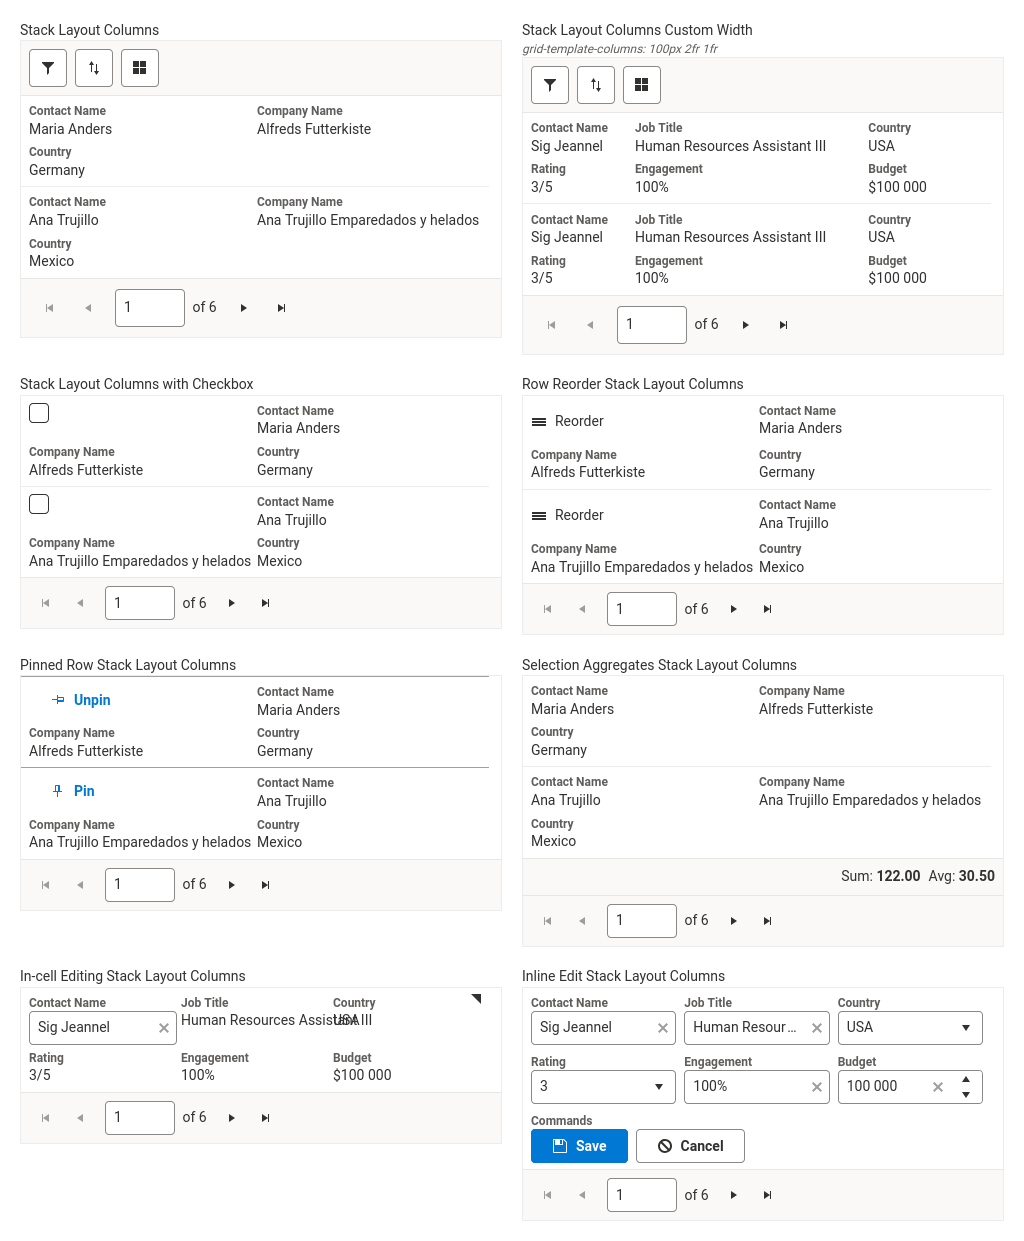 Stack Layout Columns
Contact Name Company Name
Maria Anders Alfreds Futterkiste
Country
Germany
Contact Name Company Name
Ana Trujillo Ana Trujillo Emparedados y helados
Country
Mexico
1 of 6
Stack Layout Columns Custom Width
grid-template-columns: 100px 2fr 1fr
Contact Name Job Title Country
Sig Jeannel Human Resources Assistant III USA
Rating Engagement Budget
3/5 100% $100 000
Contact Name Job Title Country
Sig Jeannel Human Resources Assistant III USA
Rating Engagement Budget
3/5 100% $100 000
1 of 6
Stack Layout Columns with Checkbox
Contact Name
Maria Anders
Company Name Country
Alfreds Futterkiste Germany
Contact Name
Ana Trujillo
Company Name Country
Ana Trujillo Emparedados y helados Mexico
1 of 6
Row Reorder Stack Layout Columns
Reorder
Contact Name
Maria Anders
Company Name Country
Alfreds Futterkiste Germany
Reorder
Contact Name
Ana Trujillo
Company Name Country
Ana Trujillo Emparedados y helados Mexico
1 of 6
Pinned Row Stack Layout Columns
Unpin
Contact Name
Maria Anders
Company Name Country
Alfreds Futterkiste Germany
Pin
Contact Name
Ana Trujillo
Company Name Country
Ana Trujillo Emparedados y helados Mexico
1 of 6
Selection Aggregates Stack Layout Columns
Contact Name Company Name
Maria Anders Alfreds Futterkiste
Country
Germany
Contact Name Company Name
Ana Trujillo Ana Trujillo Emparedados y helados
Country
Mexico
Sum: 122.00 Avg: 30.50
1 of 6
In-cell Editing Stack Layout Columns
Contact Name Job Title Country
Sig Jeannel Human Resources Assistant III USA
Rating Engagement Budget
3/5 100% $100 000
1 of 6
Inline Edit Stack Layout Columns
Contact Name Job Title Country
Sig Jeannel Human Resour... USA
Rating Engagement Budget
3 100% 100 000
Commands
Save Cancel
1 of 6